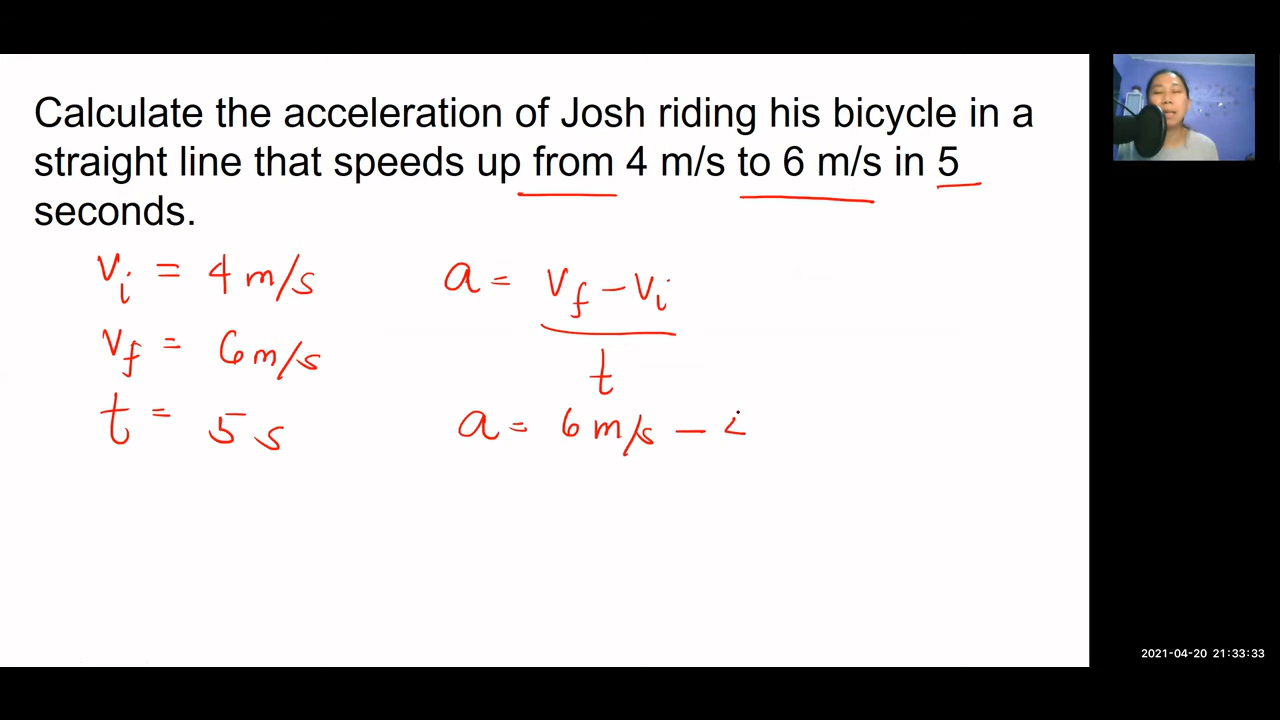 Calculate the acceleration of Josh riding his bicycle in a
straight line that speeds up from 4 m/s to 6 m/s in 5
seconds.
vi = 4 m/s
vf = 6 m/s
t = 5 s
a = vf - vi
t
a = 6 m/s -
2021-04-20 21:33:33